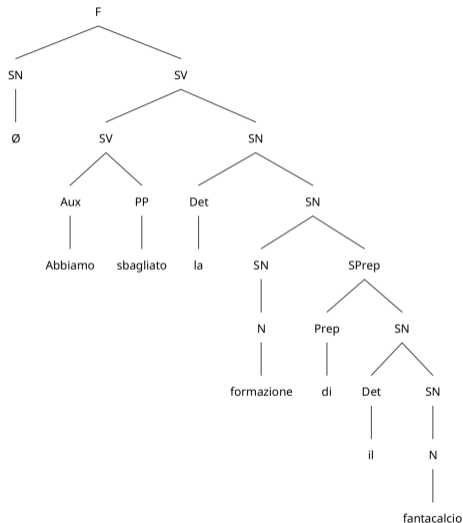 F
SN SV
Ø SV SN
Aux PP Det SN
Abbiamo sbagliato la SN SPrep
N Prep SN
formazione di Det SN
il N
fantacalcio